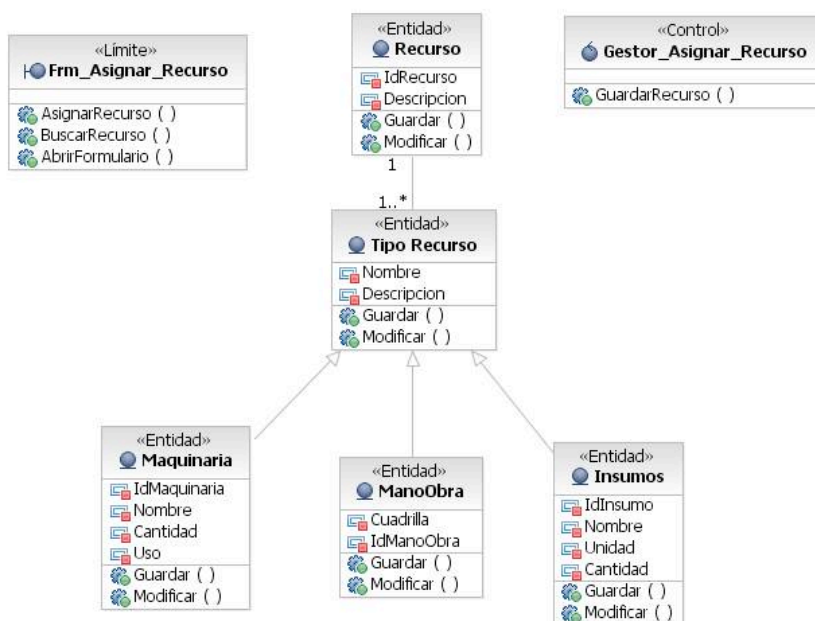 «Límite»
Frm_Asignar_Recurso
AsignarRecurso ( )
BuscarRecurso ( )
AbrirFormulario ( )
«Entidad»
Recurso
IdRecurso
Descripcion
Guardar ( )
Modificar ( )
«Control»
Gestor_Asignar_Recurso
GuardarRecurso ( )
1
1..*
«Entidad»
Tipo Recurso
Nombre
Descripcion
Guardar ( )
Modificar ( )
«Entidad»
Maquinaria
IdMaquinaria
Nombre
Cantidad
Uso
Guardar ( )
Modificar ( )
«Entidad»
ManoObra
Cuadrilla
IdManoObra
Guardar ( )
Modificar ( )
«Entidad»
Insumos
IdInsumo
Nombre
Unidad
Cantidad
Guardar ( )
Modificar ( )